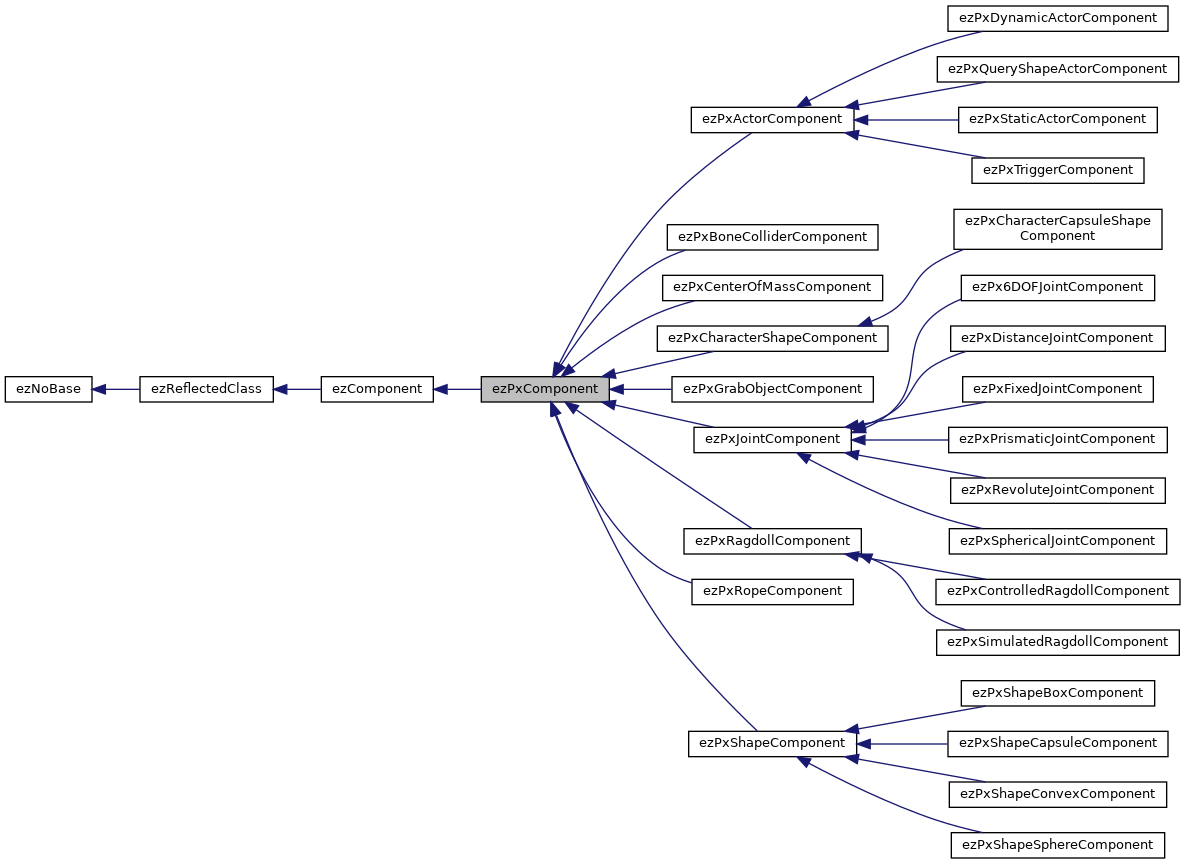 ezPxDynamicActorComponent
ezPxQueryShapeActorComponent
ezPxActorComponent
ezPxStaticActorComponent
ezPxTriggerComponent
ezPxCharacterCapsuleShape
Component
ezPxBoneColliderComponent
ezPxCenterOfMassComponent
ezPx6DOFJointComponent
ezPxCharacterShapeComponent
ezPxDistanceJointComponent
ezNoBase
ezReflectedClass
ezComponent
ezPxComponent
ezPxGrabObjectComponent
ezPxFixedJointComponent
ezPxJointComponent
ezPxPrismaticJointComponent
ezPxRevoluteJointComponent
ezPxRagdollComponent
ezPxSphericalJointComponent
ezPxRopeComponent
ezPxControlledRagdollComponent
ezPxSimulatedRagdollComponent
ezPxShapeBoxComponent
ezPxShapeComponent
ezPxShapeCapsuleComponent
ezPxShapeConvexComponent
ezPxShapeSphereComponent